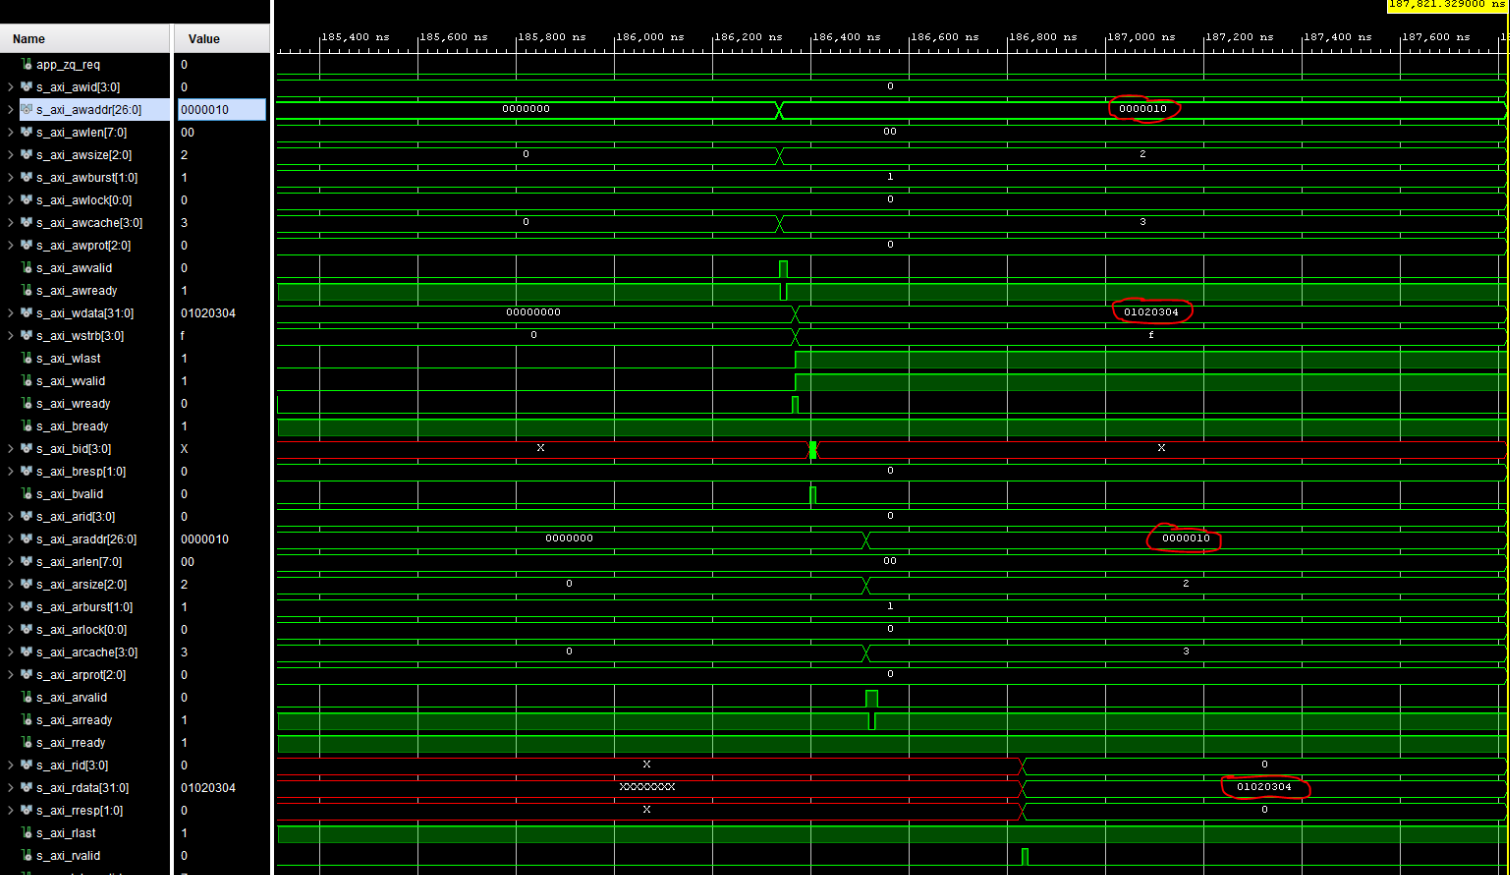 187,821.329000 ns
Name Value 185,400 ns 185,600 ns 185,800 ns 186,000 ns 186,200 ns 186,400 ns 186,600 ns 186,800 ns 187,000 ns 187,200 ns 187,400 ns 187,600 ns
app_zq_req 0
s_axi_awid[3:0] 0 0
s_axi_awaddr[26:0] 0000010 0000000 0000010
s_axi_awlen[7:0] 00 00
s_axi_awsize[2:0] 2 0 2
s_axi_awburst[1:0] 1 1
s_axi_awlock[0:0] 0 0
s_axi_awcache[3:0] 3 0 3
s_axi_awprot[2:0] 0 0
s_axi_awvalid 0
s_axi_awready 1
s_axi_wdata[31:0] 01020304 00000000 01020304
s_axi_wstrb[3:0] f 0 f
s_axi_wlast 1
s_axi_wvalid 1
s_axi_wready 0
s_axi_bready 1
s_axi_bid[3:0] X X X
s_axi_bresp[1:0] 0 0
s_axi_bvalid 0
s_axi_arid[3:0] 0 0
s_axi_araddr[26:0] 0000010 0000000 0000010
s_axi_arlen[7:0] 00 00
s_axi_arsize[2:0] 2 0 2
s_axi_arburst[1:0] 1 1
s_axi_arlock[0:0] 0 0
s_axi_arcache[3:0] 3 0 3
s_axi_arprot[2:0] 0 0
s_axi_arvalid 0
s_axi_arready 1
s_axi_rready 1
s_axi_rid[3:0] 0 X 0
s_axi_rdata[31:0] 01020304 XXXXXXXX 01020304
s_axi_rresp[1:0] 0 X 0
s_axi_rlast 1
s_axi_rvalid 0